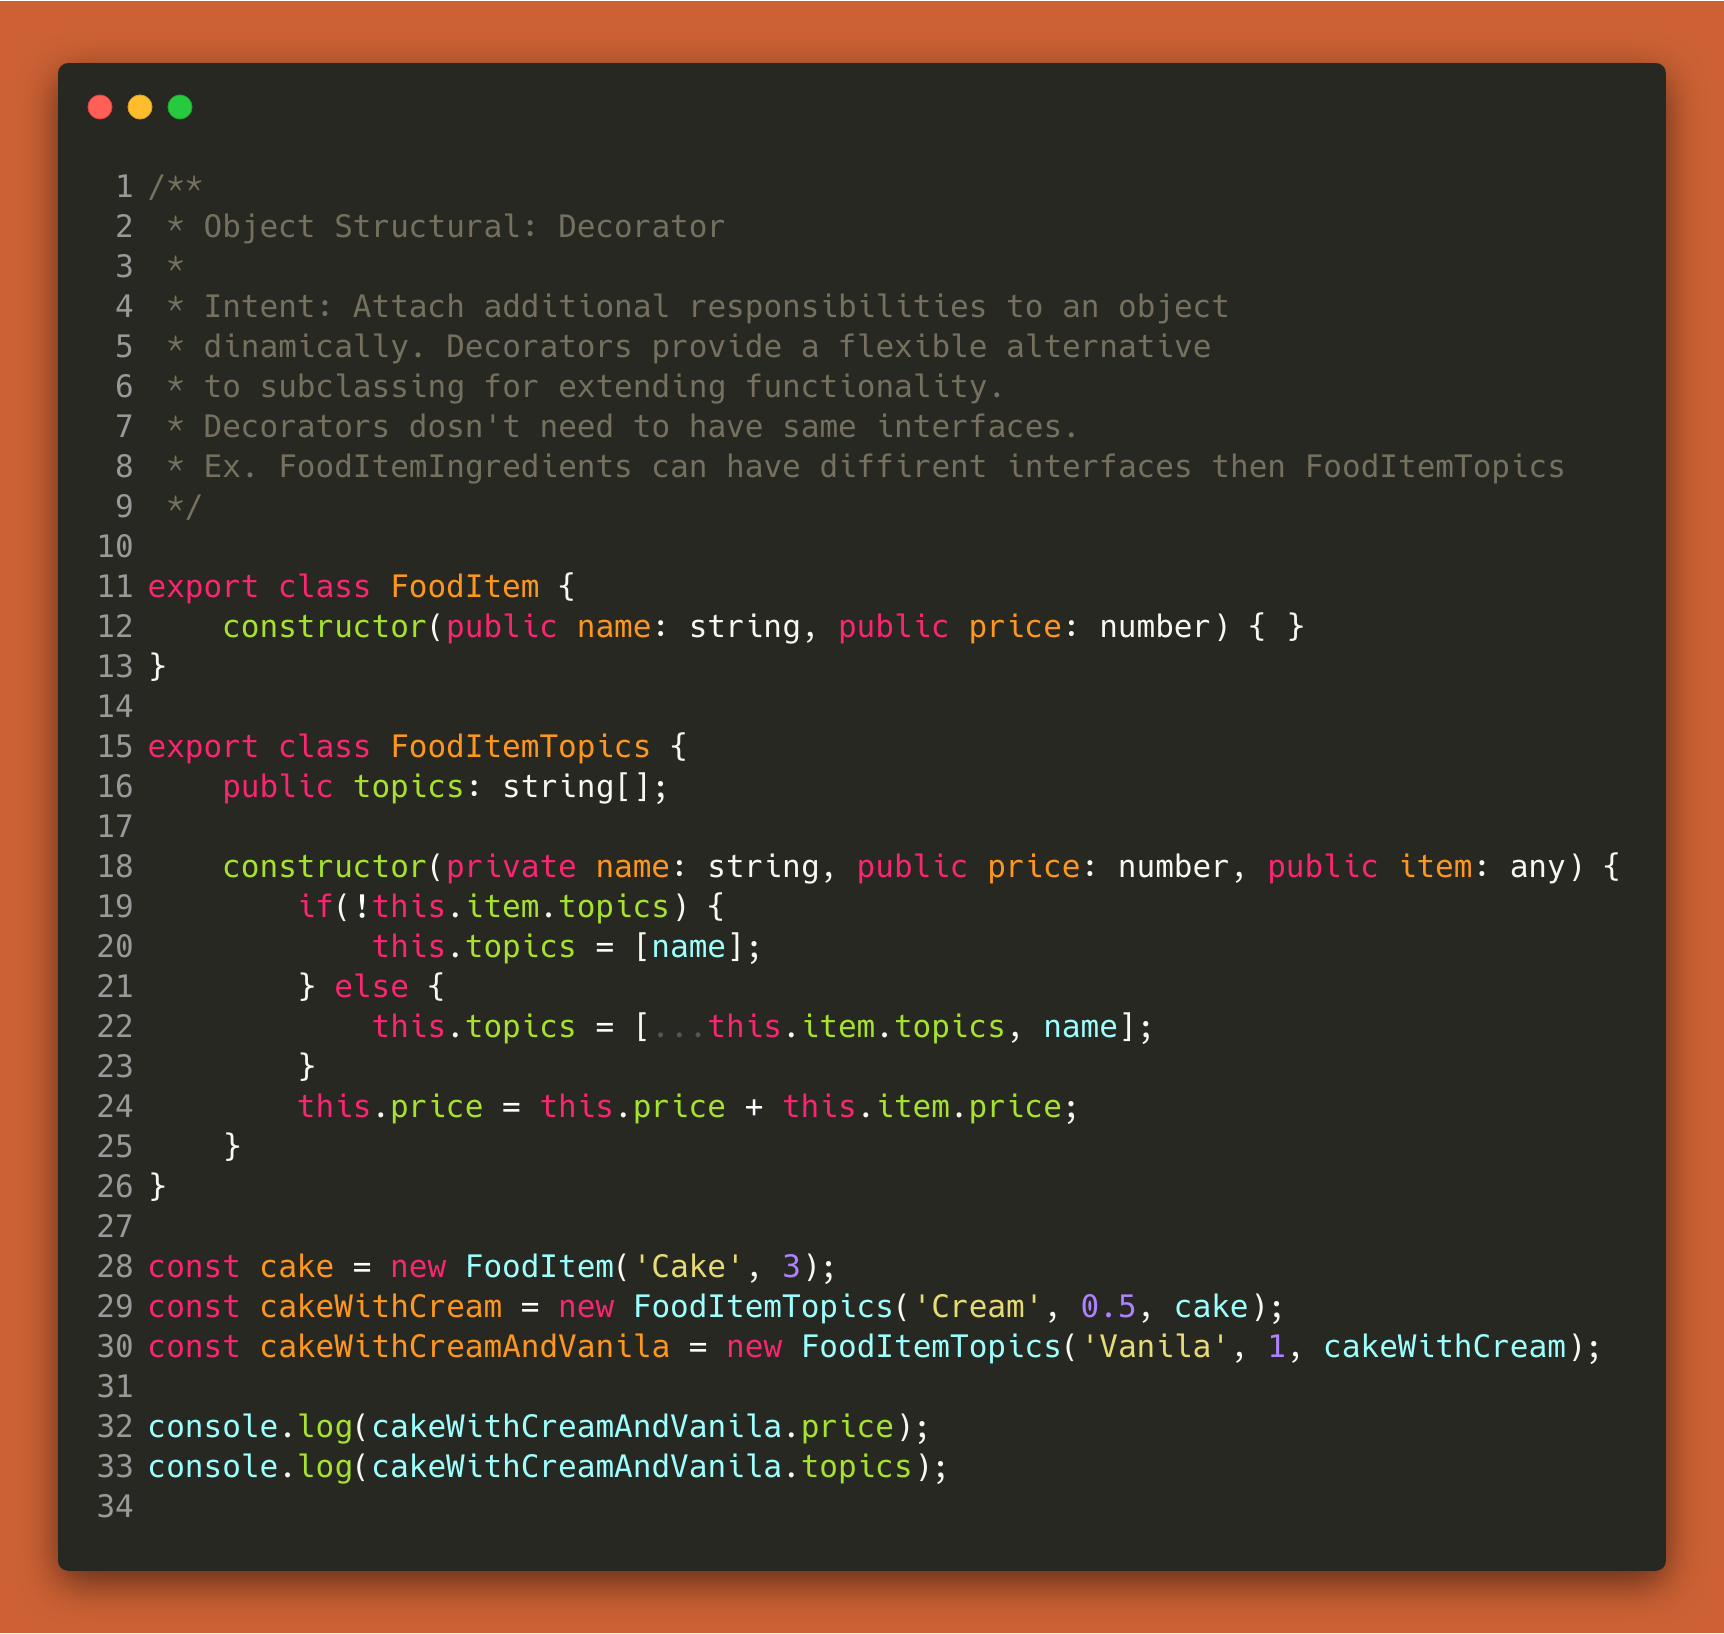 1 /**
2  * Object Structural: Decorator
3  *
4  * Intent: Attach additional responsibilities to an object
5  * dinamically. Decorators provide a flexible alternative
6  * to subclassing for extending functionality.
7  * Decorators dosn't need to have same interfaces.
8  * Ex. FoodItemIngredients can have diffirent interfaces then FoodItemTopics
9  */
10
11 export class FoodItem {
12     constructor(public name: string, public price: number) { }
13 }
14
15 export class FoodItemTopics {
16     public topics: string[];
17
18     constructor(private name: string, public price: number, public item: any) {
19         if(!this.item.topics) {
20             this.topics = [name];
21         } else {
22             this.topics = [...this.item.topics, name];
23         }
24         this.price = this.price + this.item.price;
25     }
26 }
27
28 const cake = new FoodItem('Cake', 3);
29 const cakeWithCream = new FoodItemTopics('Cream', 0.5, cake);
30 const cakeWithCreamAndVanila = new FoodItemTopics('Vanila', 1, cakeWithCream);
31
32 console.log(cakeWithCreamAndVanila.price);
33 console.log(cakeWithCreamAndVanila.topics);
34